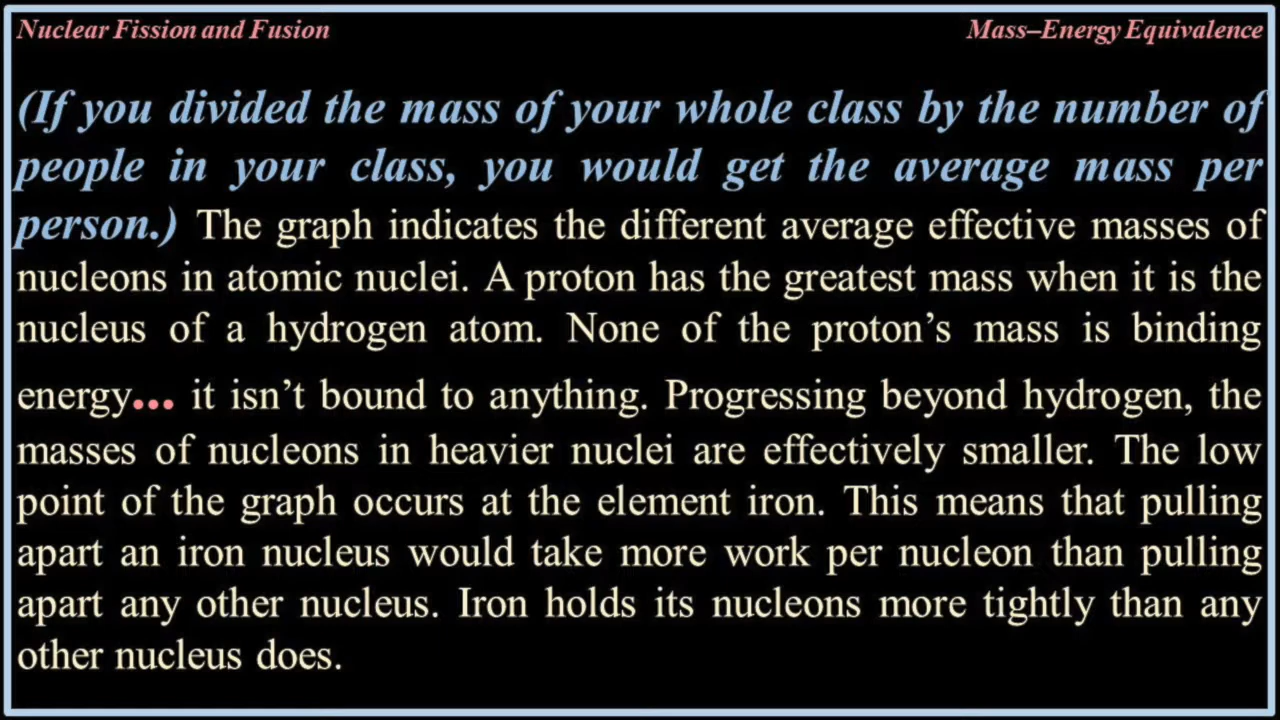 Nuclear Fission and Fusion
Mass–Energy Equivalence
(If you divided the mass of your whole class by the number of
people in your class, you would get the average mass per
person.) The graph indicates the different average effective masses of
nucleons in atomic nuclei. A proton has the greatest mass when it is the
nucleus of a hydrogen atom. None of the proton’s mass is binding
energy... it isn’t bound to anything. Progressing beyond hydrogen, the
masses of nucleons in heavier nuclei are effectively smaller. The low
point of the graph occurs at the element iron. This means that pulling
apart an iron nucleus would take more work per nucleon than pulling
apart any other nucleus. Iron holds its nucleons more tightly than any
other nucleus does.